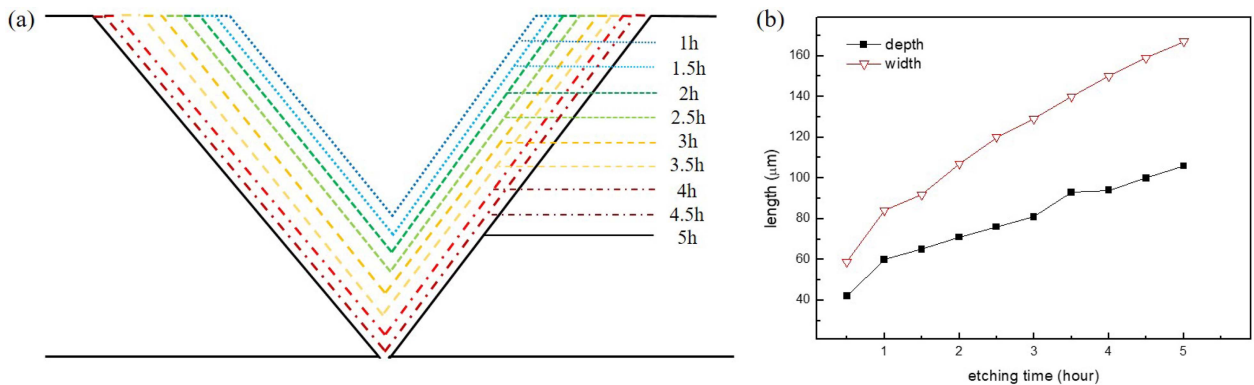 (a)
1h
1.5h
2h
2.5h
3h
3.5h
4h
4.5h
5h
(b)
depth
width
160
140
120
100
80
60
40
length (μm)
1 2 3 4 5
etching time (hour)